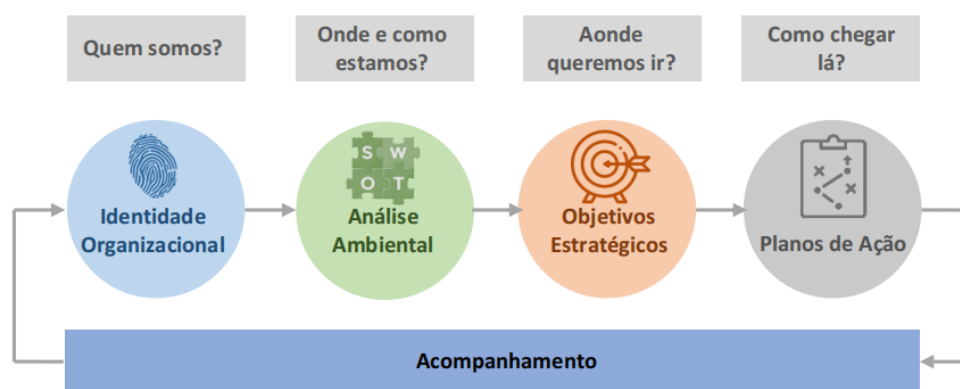 Quem somos?
Onde e como
estamos?
Aonde
queremos ir?
Como chegar
lá?
Identidade
Organizacional
S W
O T
Análise
Ambiental
Objetivos
Estratégicos
Planos de Ação
Acompanhamento